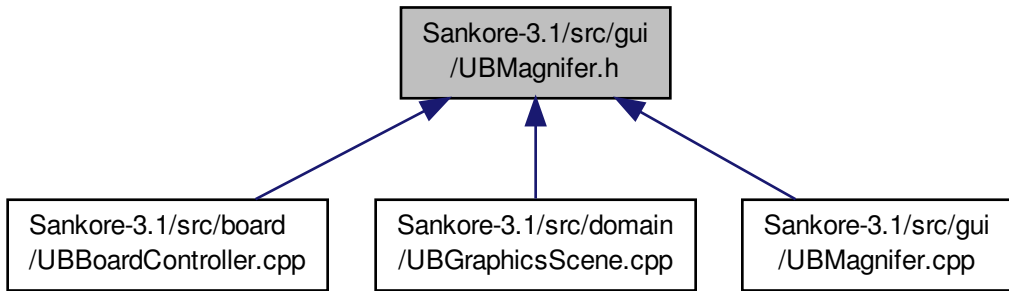 Sankore-3.1/src/gui
/UBMagnifer.h
Sankore-3.1/src/board
/UBBoardController.cpp
Sankore-3.1/src/domain
/UBGraphicsScene.cpp
Sankore-3.1/src/gui
/UBMagnifer.cpp